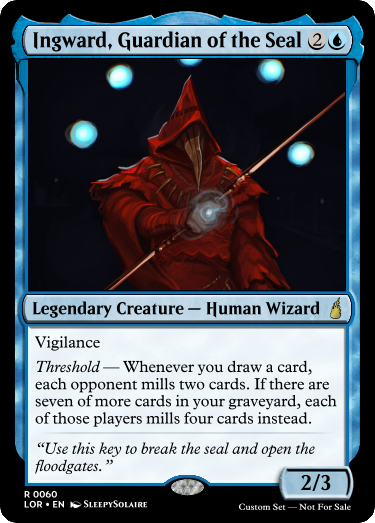 Ingward, Guardian of the Seal 2
Legendary Creature — Human Wizard
Vigilance
Threshold — Whenever you draw a card,
each opponent mills two cards. If there are
seven of more cards in your graveyard, each
of those players mills four cards instead.
“Use this key to break the seal and open the
floodgates.”
2/3
R 0060
LOR • EN SleepySolaire
Custom Set — Not For Sale